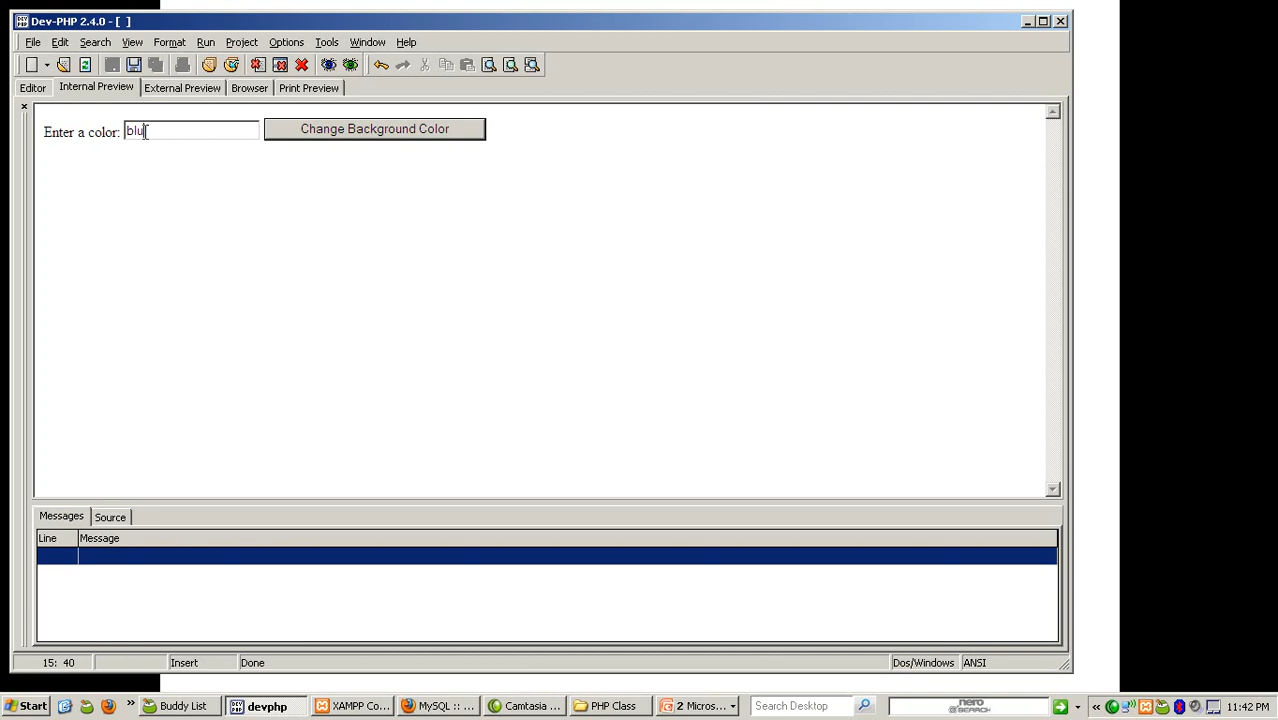 Dev-PHP 2.4.0 - [ ]
File Edit Search View Format Run Project Options Tools Window Help
Editor Internal Preview External Preview Browser Print Preview
Enter a color: blu Change Background Color
Messages Source
Line Message
15: 40 Insert Done Dos/Windows ANSI
Start Buddy List devphp XAMPP Co... MySQL :: ... Camtasia ... PHP Class 2 Micros... Search Desktop nero SEARCH 11:12 PM